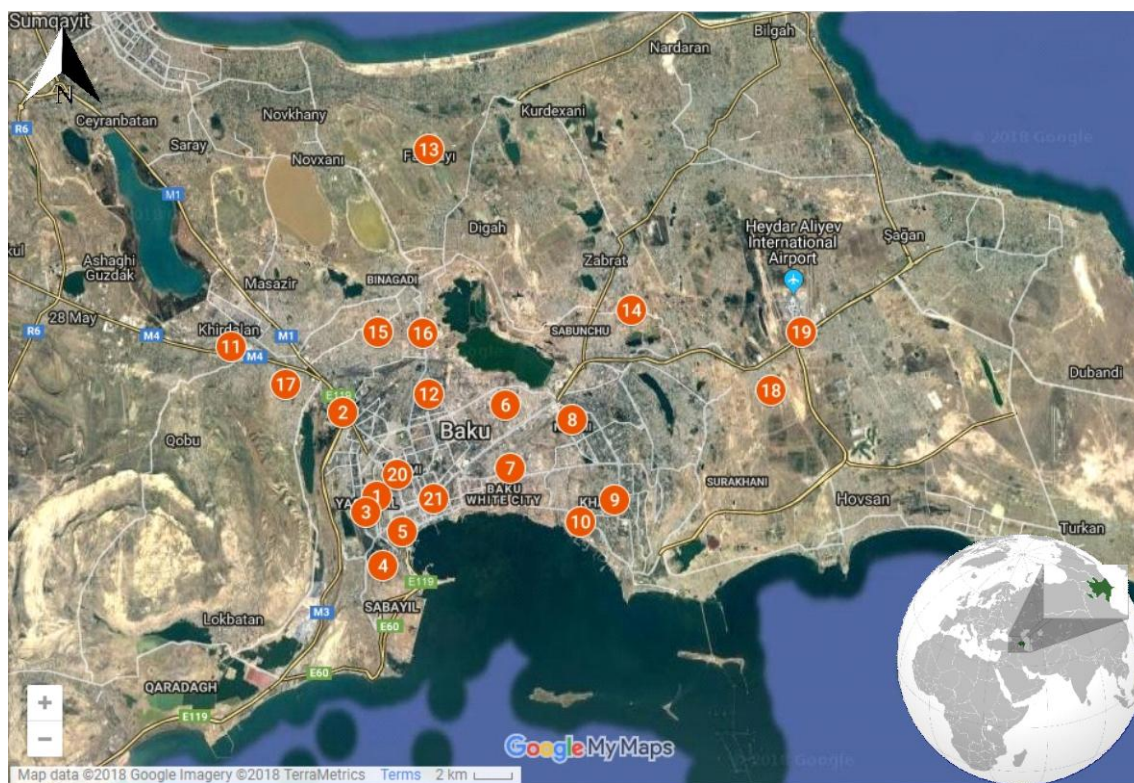 Sumqayit
Bilgah
Nardaran
N
Ceyranbatan
Novkhany
Kurdexani
R6
Saray
13
Novxani
M1
Digah
Heydar Aliyev
International
Airport
Şağan
Ashaghi
Guzdak
Masazir
BINAGADI
Zabrat
28 May
14
R6
M4
Khirdalan
M1
15
16
SABUNCHU
19
11
M4
17
E119
12
18
Dubandi
2
6
8
Qobu
Baku
20
7
1
21
BAKU
WHITE CITY
9
SURAKHANI
Hovsan
3
10
5
Turkan
4
E119
M3
SABAYIL
Lokbatan
E60
E60
QARADAGH
E119
+
−
Google My Maps
Map data ©2018 Google Imagery ©2018 TerraMetrics Terms 2 km